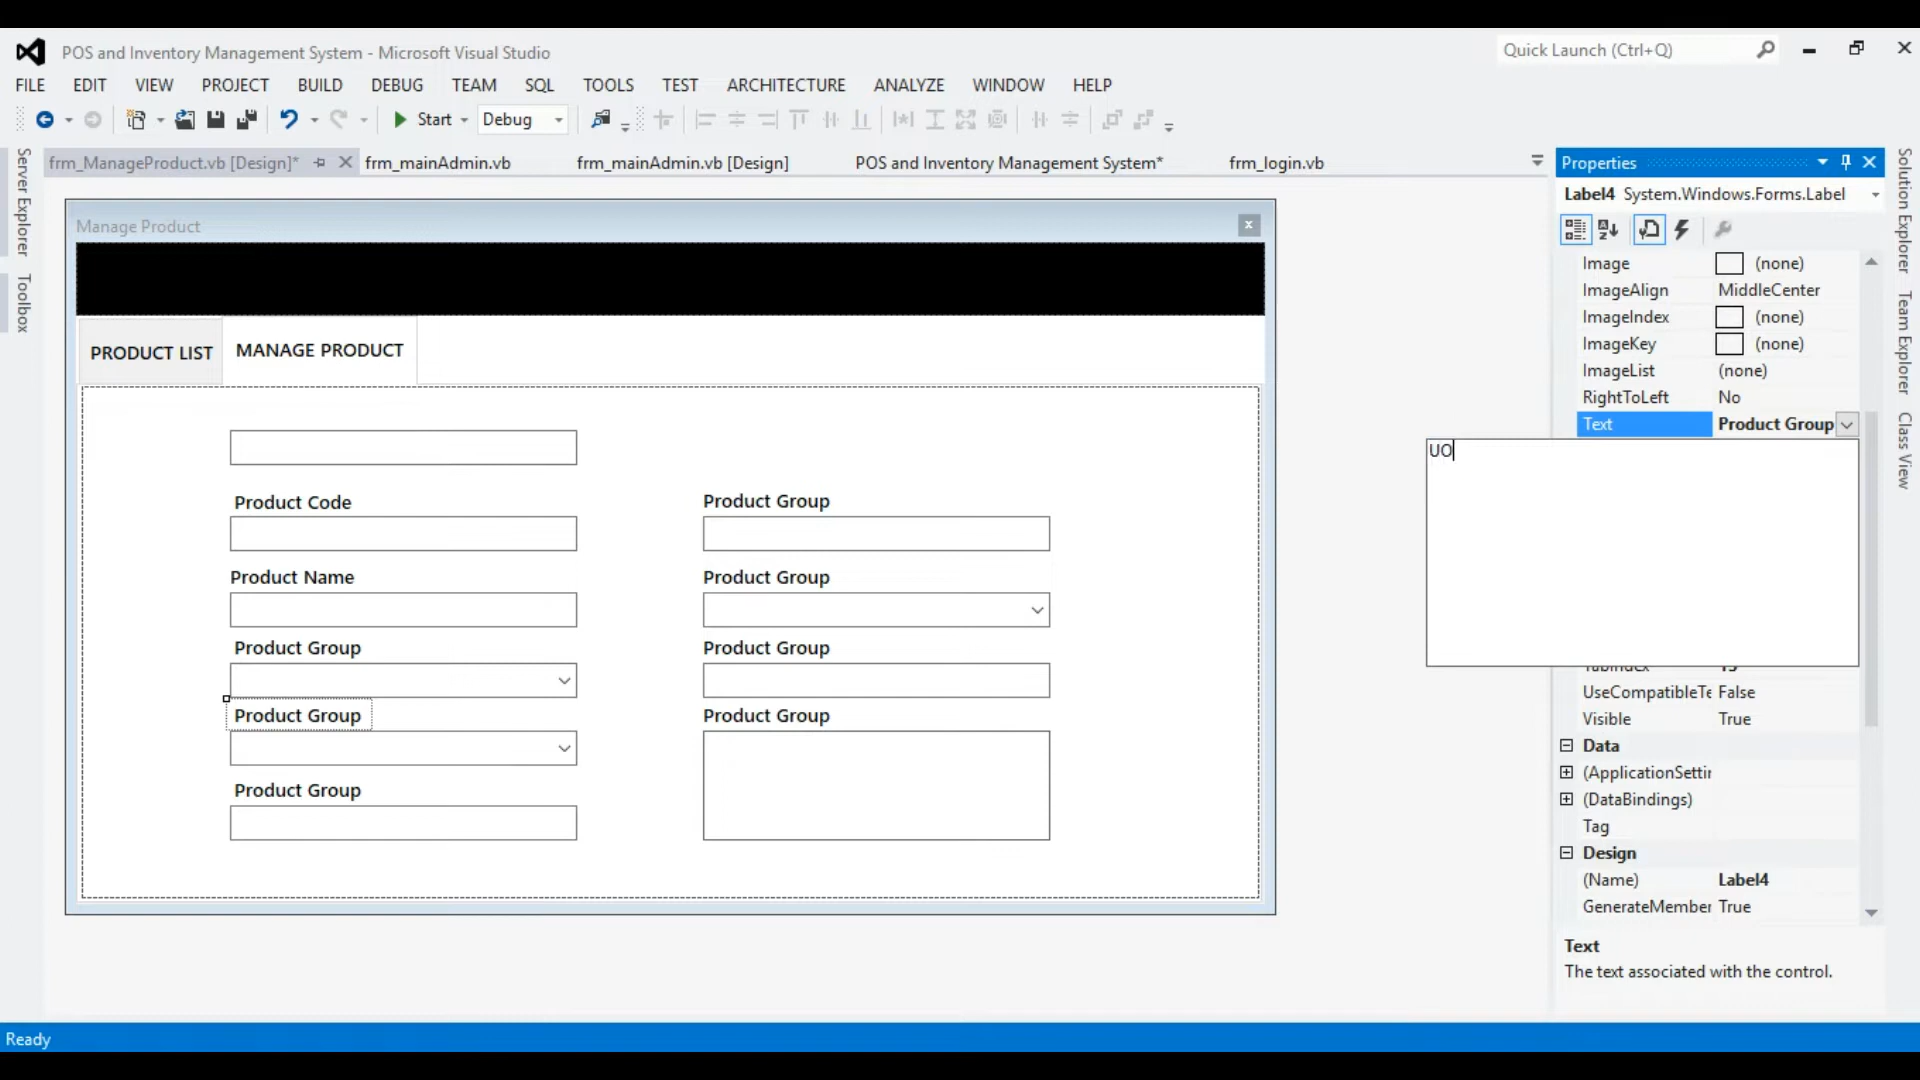 POS and Inventory Management System - Microsoft Visual Studio
Quick Launch (Ctrl+Q)
FILE EDIT VIEW PROJECT BUILD DEBUG TEAM SQL TOOLS TEST ARCHITECTURE ANALYZE WINDOW HELP
Start Debug
frm_ManageProduct.vb [Design]* frm_mainAdmin.vb frm_mainAdmin.vb [Design] POS and Inventory Management System* frm_login.vb
Server Explorer
Toolbox
Manage Product
PRODUCT LIST MANAGE PRODUCT
Product Code Product Group
Product Name Product Group
Product Group Product Group
Product Group Product Group
Product Group
Properties
Label4 System.Windows.Forms.Label
Image (none)
ImageAlign MiddleCenter
ImageIndex (none)
ImageKey (none)
ImageList (none)
RightToLeft No
Text Product Group
UO
TabIndex 15
UseCompatibleTe False
Visible True
Data
(ApplicationSettin
(DataBindings)
Tag
Design
(Name) Label4
GenerateMember True
Text
The text associated with the control.
Solution Explorer
Team Explorer
Class View
Ready